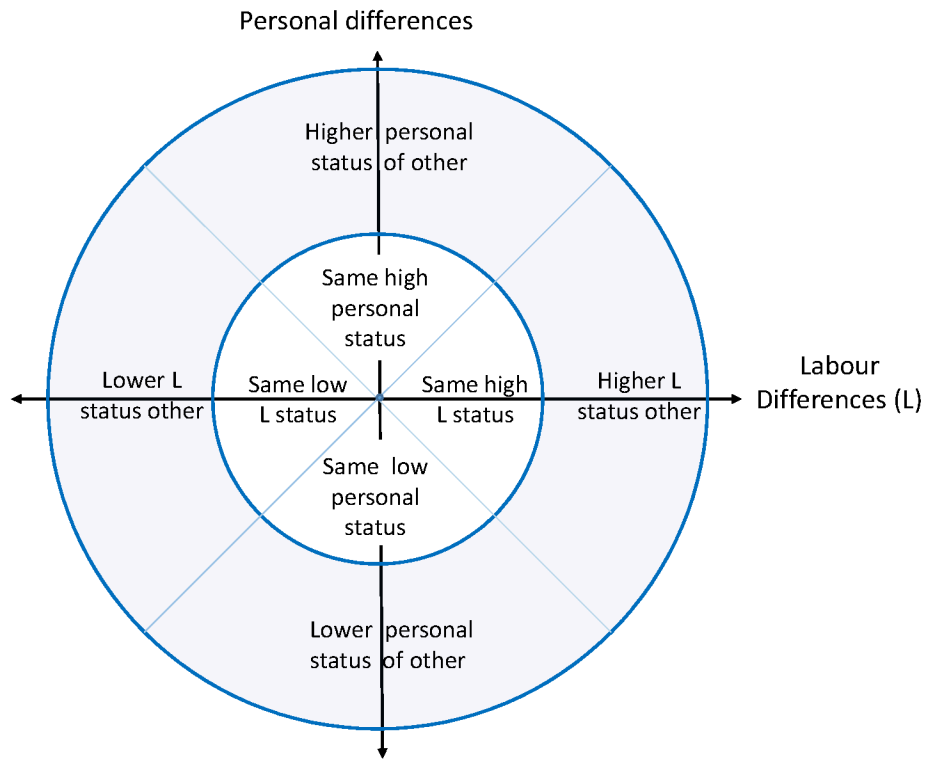 Personal differences
Higher personal
status of other
Same high
personal
status
Lower L
status other
Same low
L status
Same high
L status
Higher L
status other
Labour
Differences (L)
Same low
personal
status
Lower personal
status of other